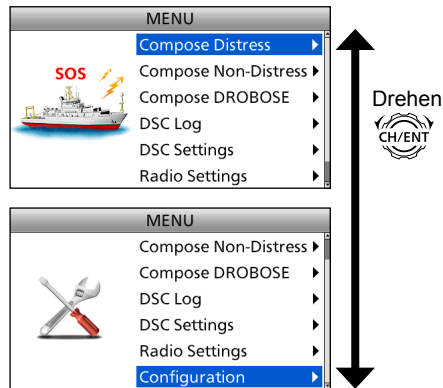 MENU
SOS
Compose Distress
Compose Non-Distress
Compose DROBOSE
DSC Log
DSC Settings
Radio Settings
Drehen
CH/ENT
MENU
Compose Non-Distress
Compose DROBOSE
DSC Log
DSC Settings
Radio Settings
Configuration